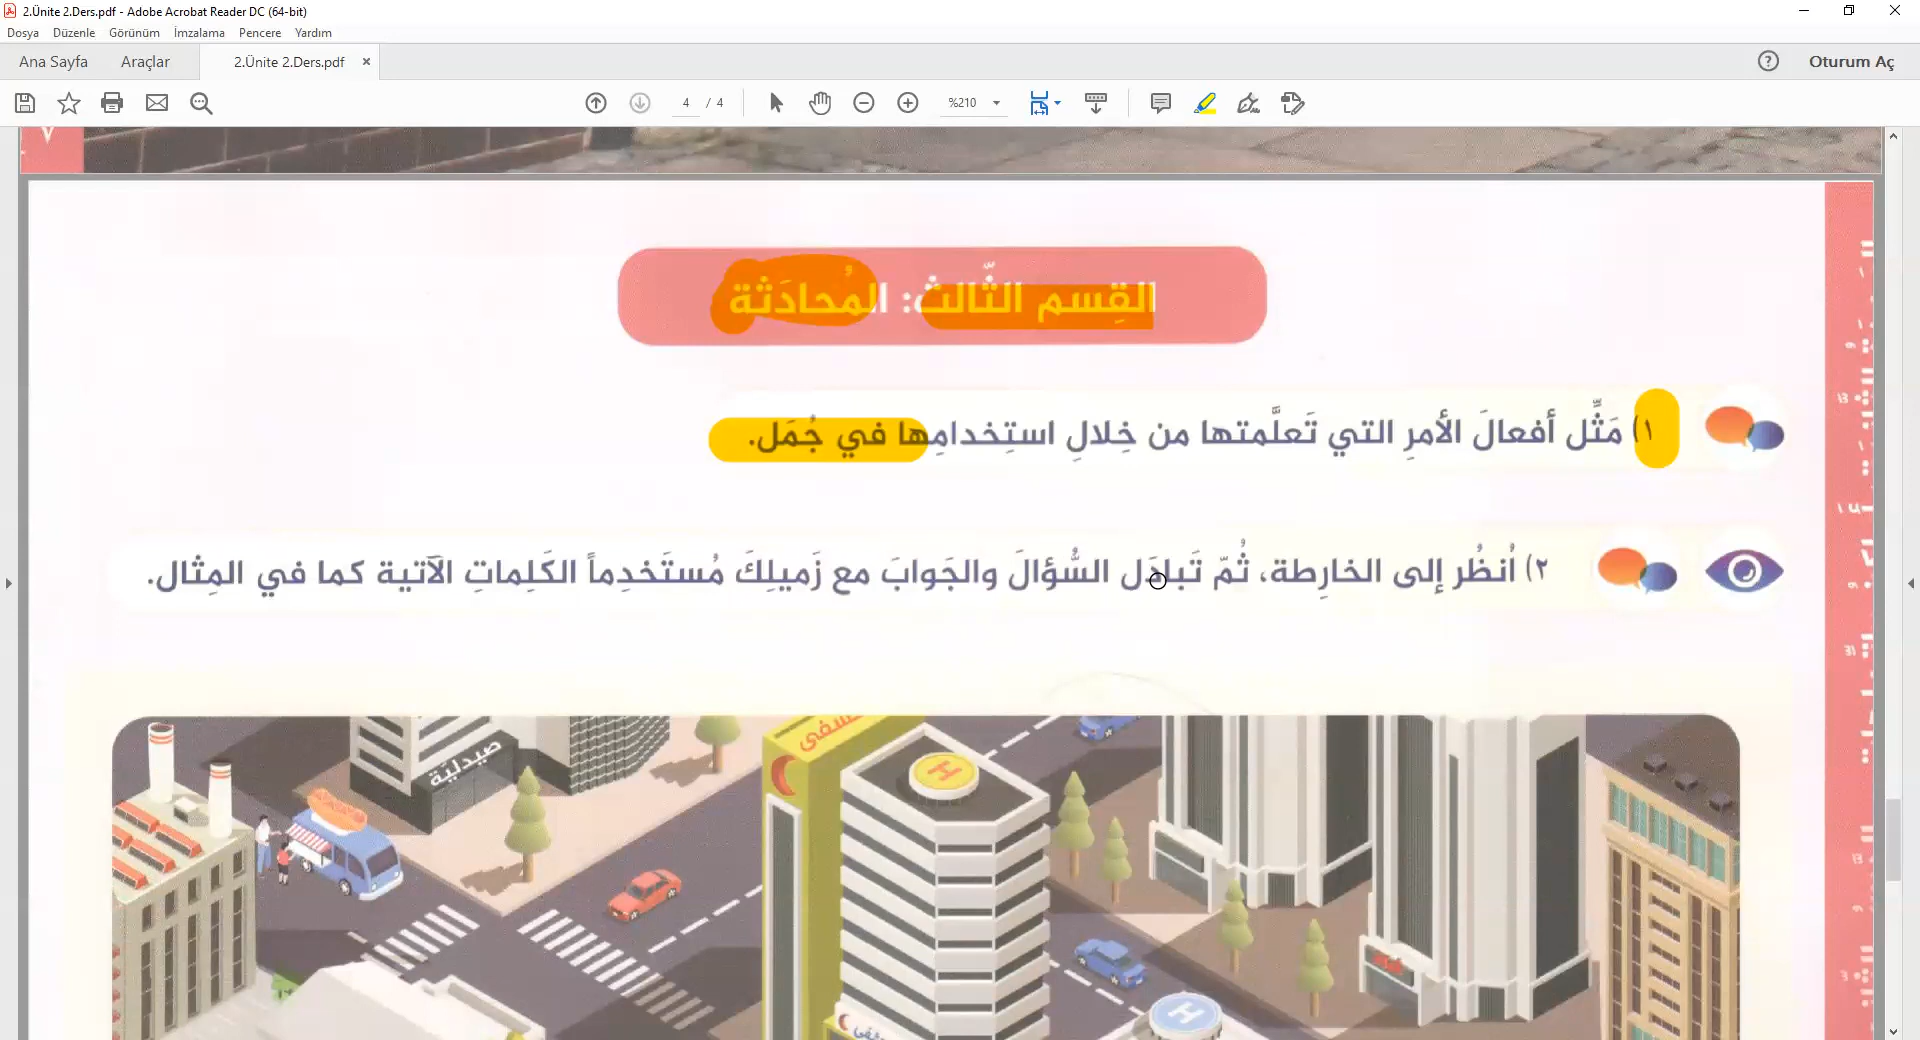 2.Ünite 2.Ders.pdf - Adobe Acrobat Reader DC (64-bit)
Dosya Düzenle Görünüm İmzalama Pencere Yardım
Ana Sayfa Araçlar 2.Ünite 2.Ders.pdf Oturum Aç
4 / 4 %210
٧
القِسم الثّالث: المُحادَثة
١) مَثِّل أفعالَ الأمرِ التي تَعلَّمتها من خِلالِ استِخدامِها في جُمَل.
٢) اُنظُر إلى الخارِطة، ثُمّ تَبادَل السُّؤالَ والجَوابَ مع زَميلِكَ مُستَخدِماً الكَلِماتِ الآتية كما في المِثال.
صيدلية
H
H